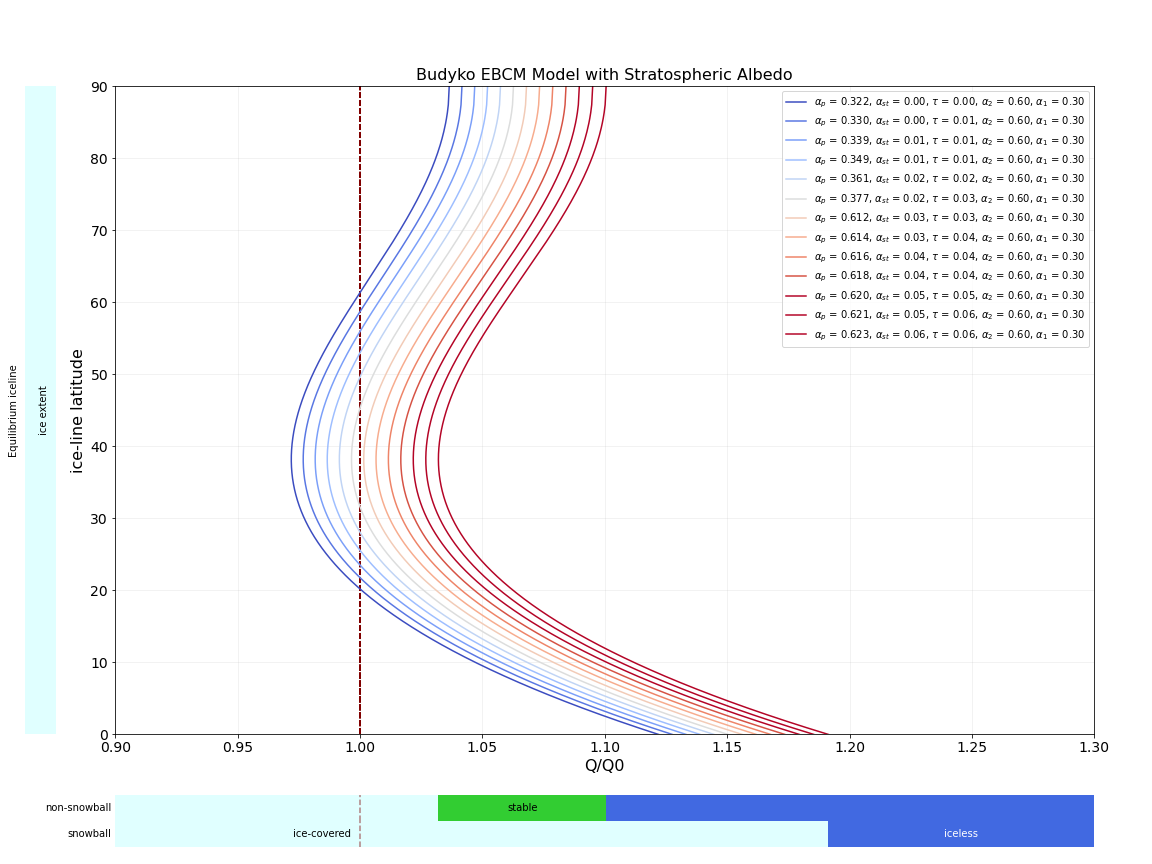 Budyko EBCM Model with Stratospheric Albedo
90
80
70
60
50
40
30
20
10
0
ice-line latitude
Equilibrium iceline
ice extent
αp = 0.322, αst = 0.00, τ = 0.00, α2 = 0.60, α1 = 0.30
αp = 0.330, αst = 0.00, τ = 0.01, α2 = 0.60, α1 = 0.30
αp = 0.339, αst = 0.01, τ = 0.01, α2 = 0.60, α1 = 0.30
αp = 0.349, αst = 0.01, τ = 0.01, α2 = 0.60, α1 = 0.30
αp = 0.361, αst = 0.02, τ = 0.02, α2 = 0.60, α1 = 0.30
αp = 0.377, αst = 0.02, τ = 0.03, α2 = 0.60, α1 = 0.30
αp = 0.612, αst = 0.03, τ = 0.03, α2 = 0.60, α1 = 0.30
αp = 0.614, αst = 0.03, τ = 0.04, α2 = 0.60, α1 = 0.30
αp = 0.616, αst = 0.04, τ = 0.04, α2 = 0.60, α1 = 0.30
αp = 0.618, αst = 0.04, τ = 0.04, α2 = 0.60, α1 = 0.30
αp = 0.620, αst = 0.05, τ = 0.05, α2 = 0.60, α1 = 0.30
αp = 0.621, αst = 0.05, τ = 0.06, α2 = 0.60, α1 = 0.30
αp = 0.623, αst = 0.06, τ = 0.06, α2 = 0.60, α1 = 0.30
0.90 0.95 1.00 1.05 1.10 1.15 1.20 1.25 1.30
Q/Q0
non-snowball stable
snowball ice-covered iceless